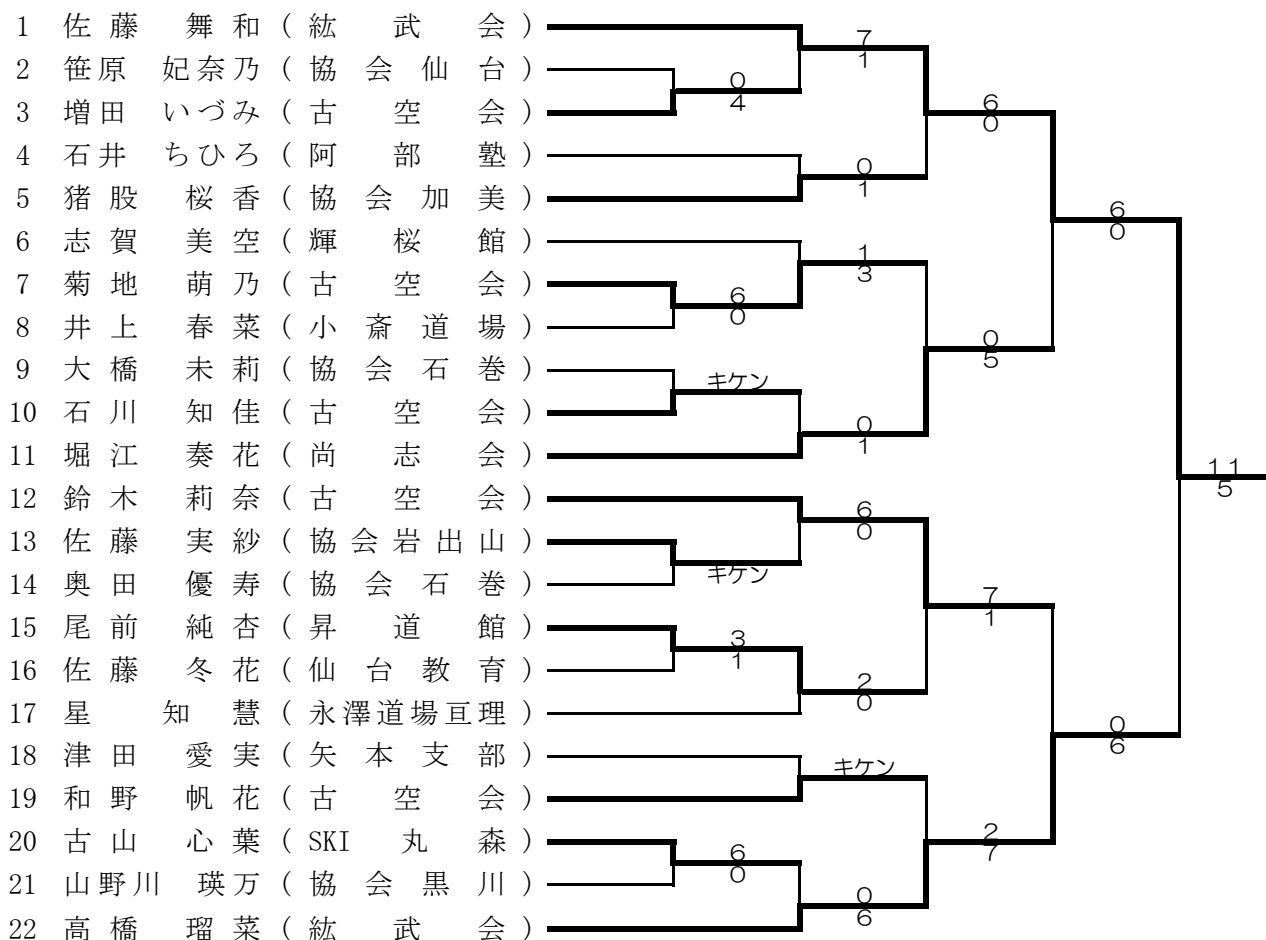 1 佐藤 舞和 (紘武会)
7
1
2 笹原 妃奈乃 (協会仙台)
0
4
3 増田 いづみ (古空会)
6
0
4 石井 ちひろ (阿部塾)
0
1
5 猪股 桜香 (協会加美)
6
0
6 志賀 美空 (輝桜館)
1
3
7 菊地 萌乃 (古空会)
6
0
8 井上 春菜 (小斎道場)
0
5
9 大橋 未莉 (協会石巻)
キケン
10 石川 知佳 (古空会)
0
1
11 堀江 奏花 (尚志会)
11
5
12 鈴木 莉奈 (古空会)
6
0
13 佐藤 実紗 (協会岩出山)
キケン
14 奥田 優寿 (協会石巻)
7
1
15 尾前 純杏 (昇道館)
3
1
16 佐藤 冬花 (仙台教育)
2
0
17 星 知慧 (永澤道場亘理)
0
6
18 津田 愛実 (矢本支部)
キケン
19 和野 帆花 (古空会)
2
7
20 古山 心葉 (SKI 丸森)
6
0
21 山野川 瑛万 (協会黒川)
0
6
22 高橋 瑠菜 (紘武会)